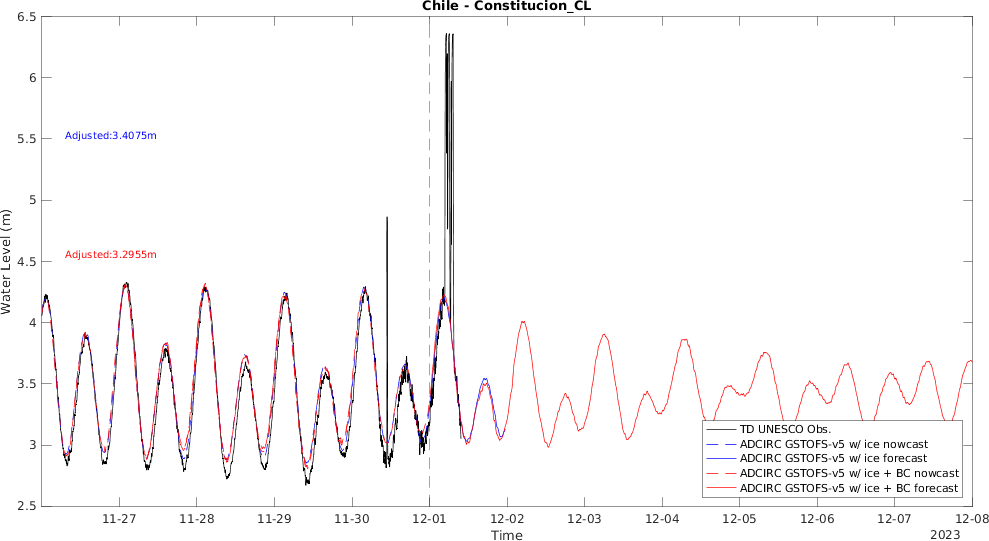 Chile - Constitucion_CL
6.5
6
5.5
5
4.5
4
3.5
3
2.5
Water Level (m)
Adjusted:3.4075m
Adjusted:3.2955m
TD UNESCO Obs.
ADCIRC GSTOFS-v5 w/ ice nowcast
ADCIRC GSTOFS-v5 w/ ice forecast
ADCIRC GSTOFS-v5 w/ ice + BC nowcast
ADCIRC GSTOFS-v5 w/ ice + BC forecast
11-27 11-28 11-29 11-30 12-01 12-02 12-03 12-04 12-05 12-06 12-07 12-08
Time
2023